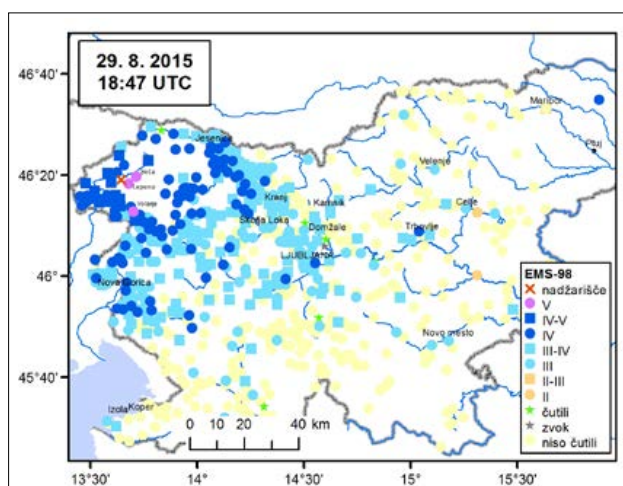 29. 8. 2015
18:47 UTC
46°40'
46°20'
46°
45°40'
Maribor
Ptuj
Jesenice
Velenje
Kranj
Kamnik
Celje
Škofja Loka
Domžale
Trbovlje
LJUBLJANA
Nova Gorica
Novo mesto
Izola
Koper
0 10 20 40 km
EMS-98
nadžarišče
V
IV-V
IV
III-IV
III
II-III
II
čutili
zvok
niso čutili
13°30'
14°
14°30'
15°
15°30'